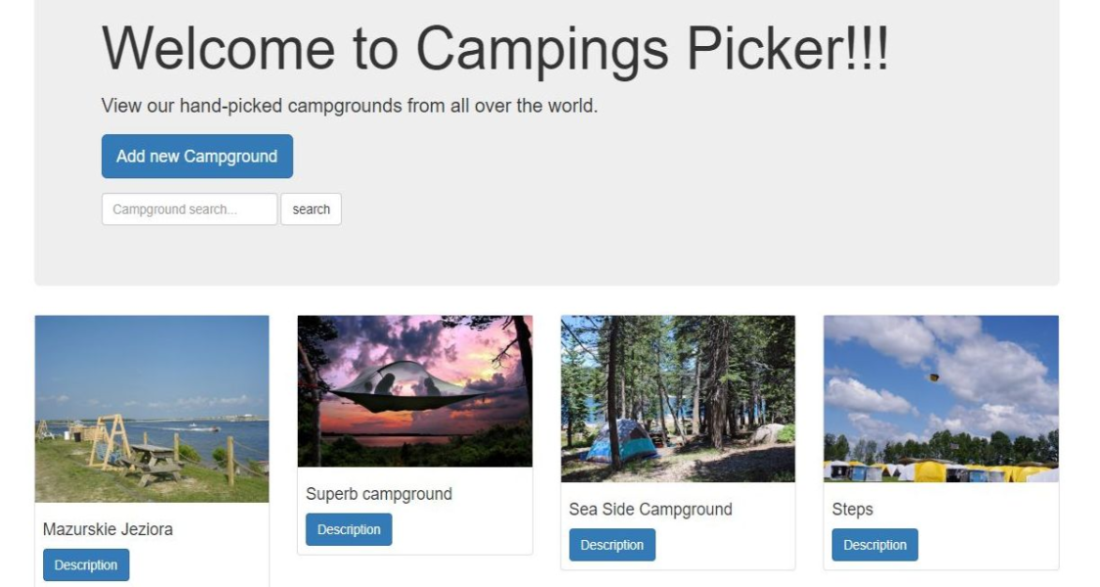 Welcome to Campings Picker!!!
View our hand-picked campgrounds from all over the world.
Add new Campground
Campground search...
search
Mazurskie Jeziora
Description
Superb campground
Description
Sea Side Campground
Description
Steps
Description